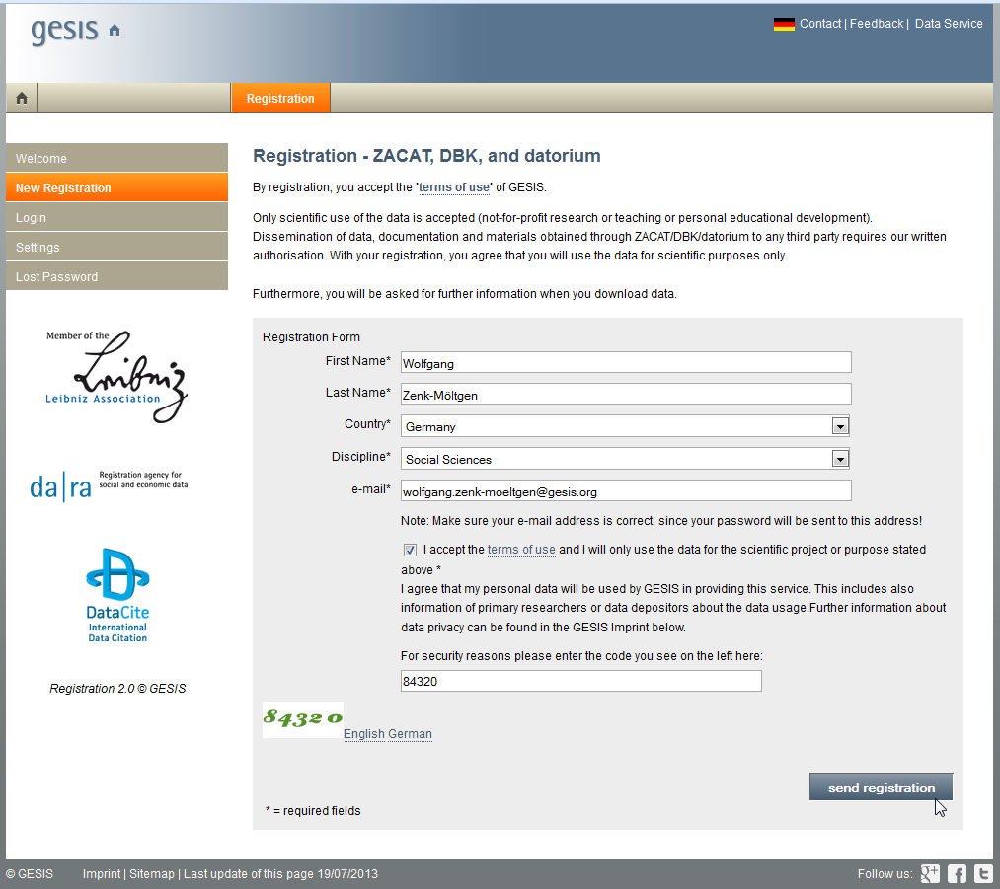 gesis
Contact | Feedback | Data Service
Registration
Welcome
New Registration
Login
Settings
Lost Password
Member of the
Leibniz
Leibniz Association
da|ra
Registration agency for
social and economic data
DataCite
International
Data Citation
Registration 2.0 © GESIS
Registration - ZACAT, DBK, and datorium
By registration, you accept the 'terms of use' of GESIS.
Only scientific use of the data is accepted (not-for-profit research or teaching or personal educational development).
Dissemination of data, documentation and materials obtained through ZACAT/DBK/datorium to any third party requires our written
authorisation. With your registration, you agree that you will use the data for scientific purposes only.
Furthermore, you will be asked for further information when you download data.
Registration Form
First Name* Wolfgang
Last Name* Zenk-Möltgen
Country* Germany
Discipline* Social Sciences
e-mail* wolfgang.zenk-moeltgen@gesis.org
Note: Make sure your e-mail address is correct, since your password will be sent to this address!
I accept the terms of use and I will only use the data for the scientific project or purpose stated
above *
I agree that my personal data will be used by GESIS in providing this service. This includes also
information of primary researchers or data depositors about the data usage.Further information about
data privacy can be found in the GESIS Imprint below.
For security reasons please enter the code you see on the left here:
84320
84320
English German
send registration
* = required fields
© GESIS Imprint | Sitemap | Last update of this page 19/07/2013
Follow us: g+ f t